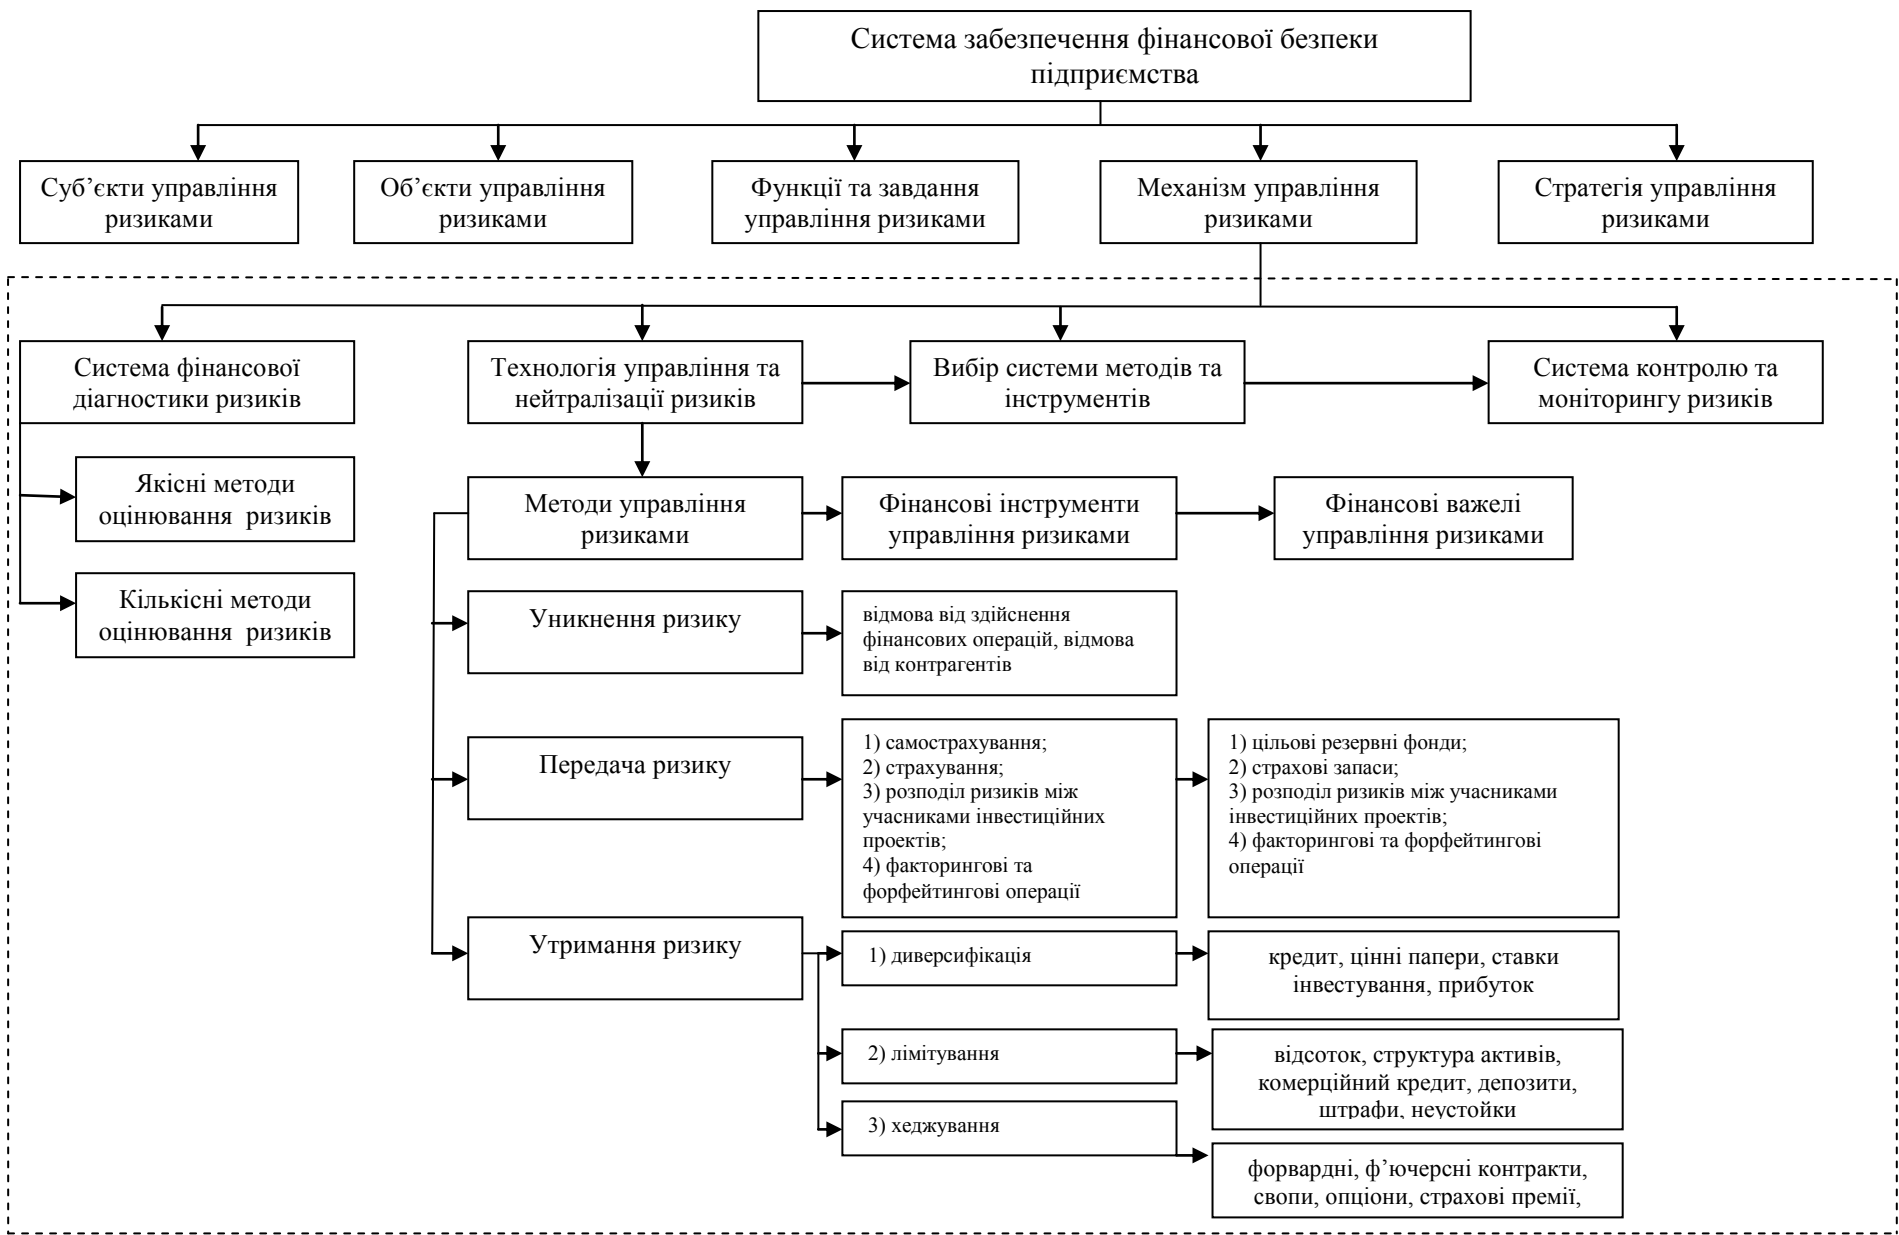 Система забезпечення фінансової безпеки
підприємства
Суб’єкти управління
ризиками
Об’єкти управління
ризиками
Функції та завдання
управління ризиками
Механізм управління
ризиками
Стратегія управління
ризиками
Система фінансової
діагностики ризиків
Технологія управління та
нейтралізації ризиків
Вибір системи методів та
інструментів
Система контролю та
моніторингу ризиків
Якісні методи
оцінювання ризиків
Методи управління
ризиками
Фінансові інструменти
управління ризиками
Фінансові важелі
управління ризиками
Кількісні методи
оцінювання ризиків
Уникнення ризику
відмова від здійснення
фінансових операцій, відмова
від контрагентів
Передача ризику
1) самострахування;
2) страхування;
3) розподіл ризиків між
учасниками інвестиційних
проектів;
4) факторингові та
форфейтингові операції
1) цільові резервні фонди;
2) страхові запаси;
3) розподіл ризиків між учасниками
інвестиційних проектів;
4) факторингові та форфейтингові
операції
Утримання ризику
1) диверсифікація
кредит, цінні папери, ставки
інвестування, прибуток
2) лімітування
відсоток, структура активів,
комерційний кредит, депозити,
штрафи, неустойки
3) хеджування
форвардні, ф’ючерсні контракти,
свопи, опціони, страхові премії,